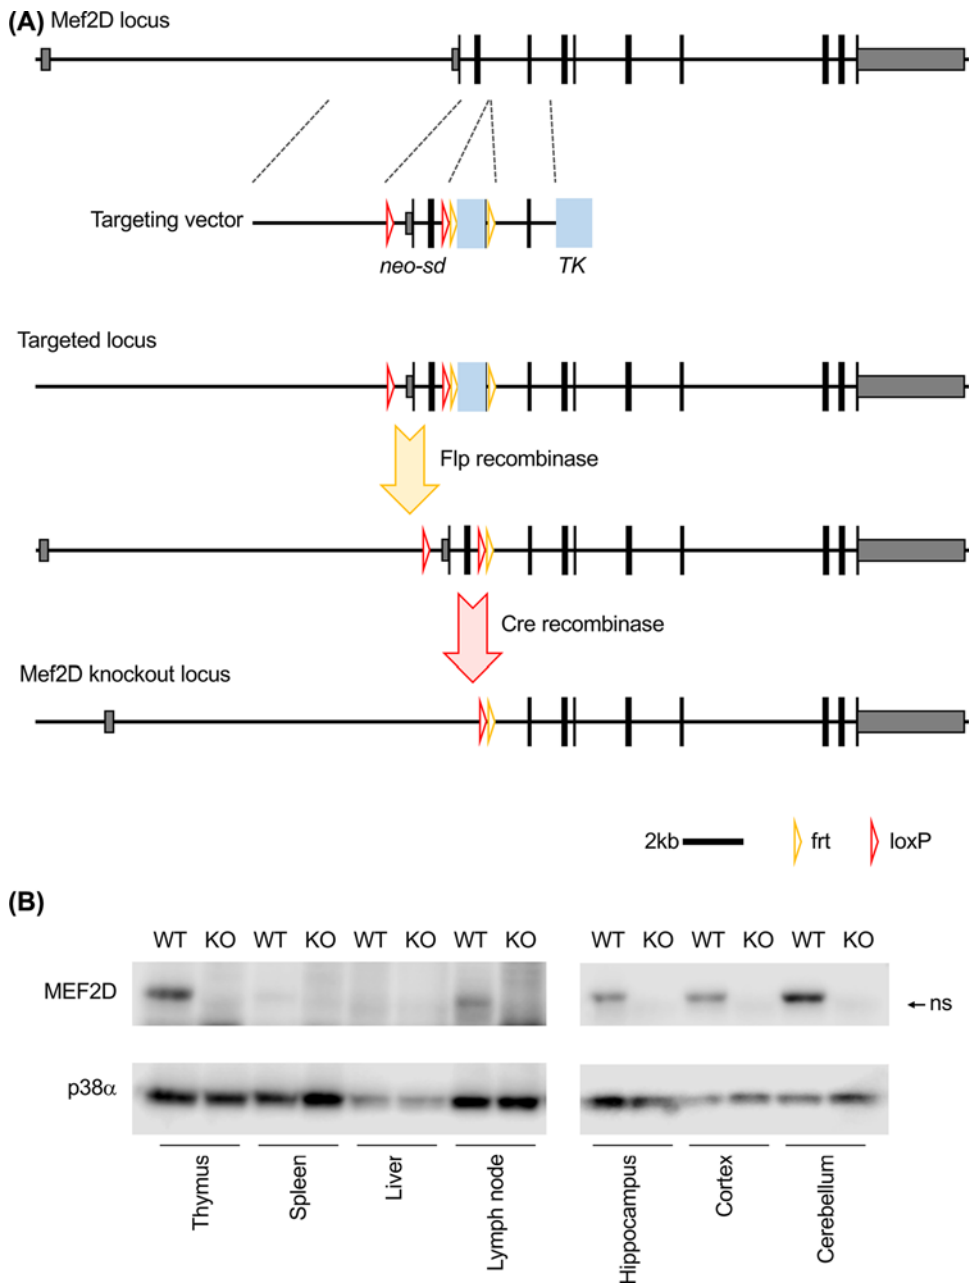 (A) Mef2D locus
Targeting vector
neo-sd
TK
Targeted locus
Flp recombinase
Cre recombinase
Mef2D knockout locus
2kb
frt
loxP
(B)
WT KO WT KO WT KO WT KO WT KO WT KO WT KO
MEF2D
ns
p38α
Thymus
Spleen
Liver
Lymph node
Hippocampus
Cortex
Cerebellum